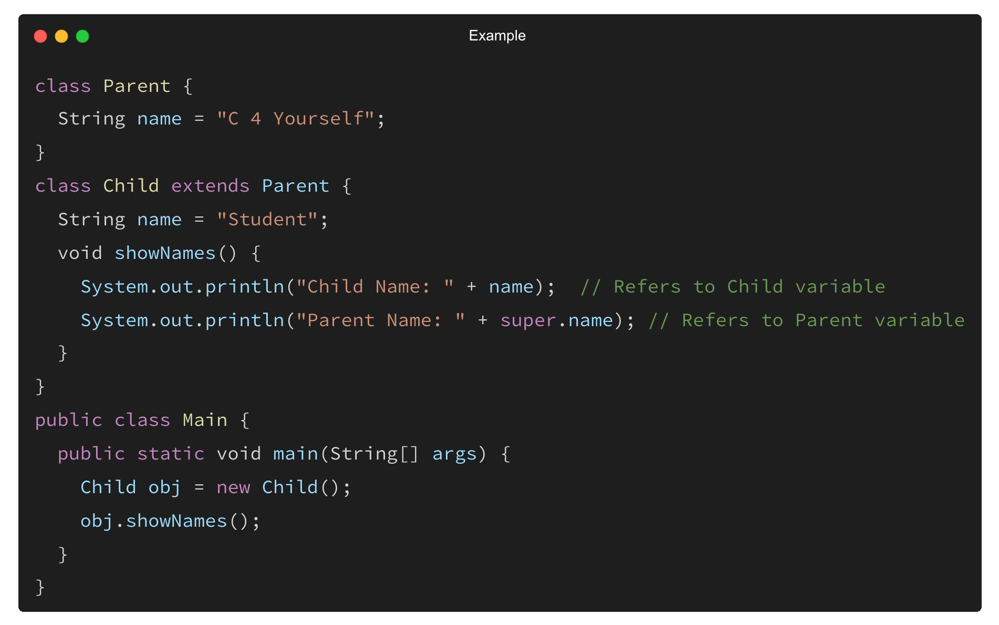 Example
class Parent {
  String name = "C 4 Yourself";
}
class Child extends Parent {
  String name = "Student";
  void showNames() {
    System.out.println("Child Name: " + name);  // Refers to Child variable
    System.out.println("Parent Name: " + super.name); // Refers to Parent variable
  }
}
public class Main {
  public static void main(String[] args) {
    Child obj = new Child();
    obj.showNames();
  }
}